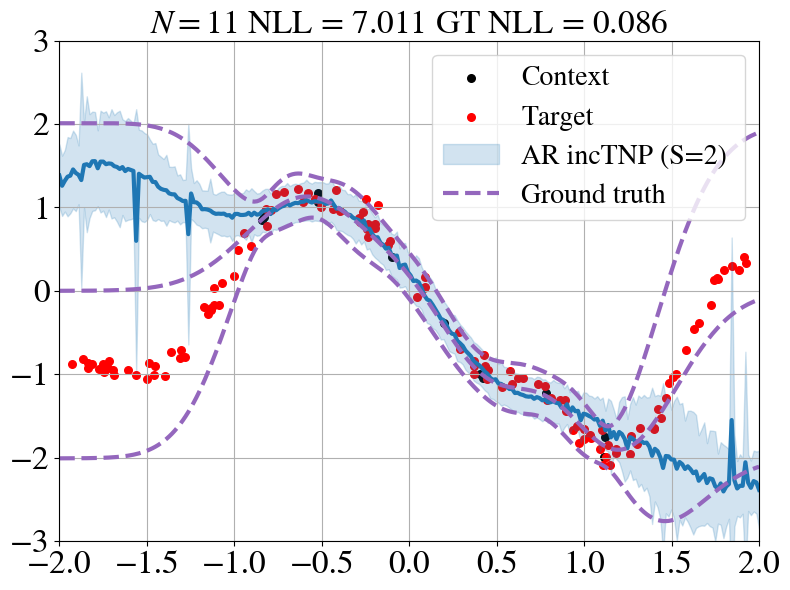 N = 11 NLL = 7.011 GT NLL = 0.086
3
2
1
0
−1
−2
−3
Context
Target
AR incTNP (S=2)
Ground truth
−2.0 −1.5 −1.0 −0.5 0.0 0.5 1.0 1.5 2.0